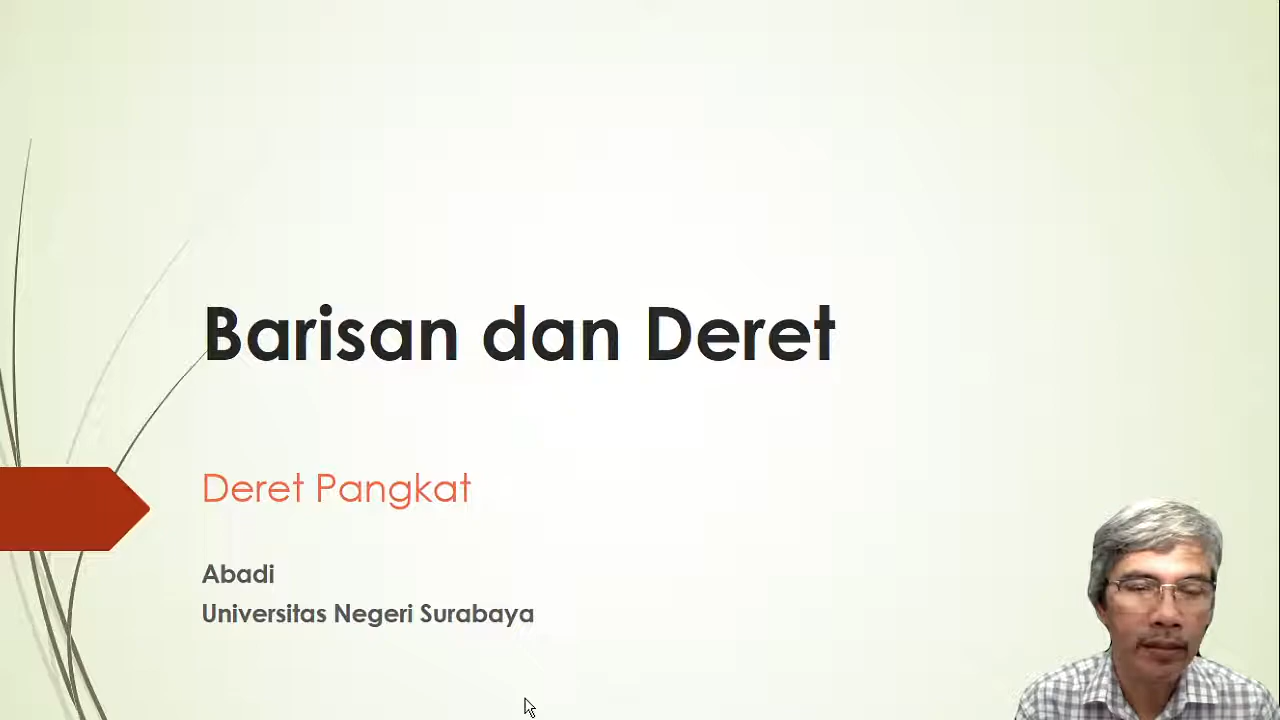 Barisan dan Deret
Deret Pangkat
Abadi
Universitas Negeri Surabaya